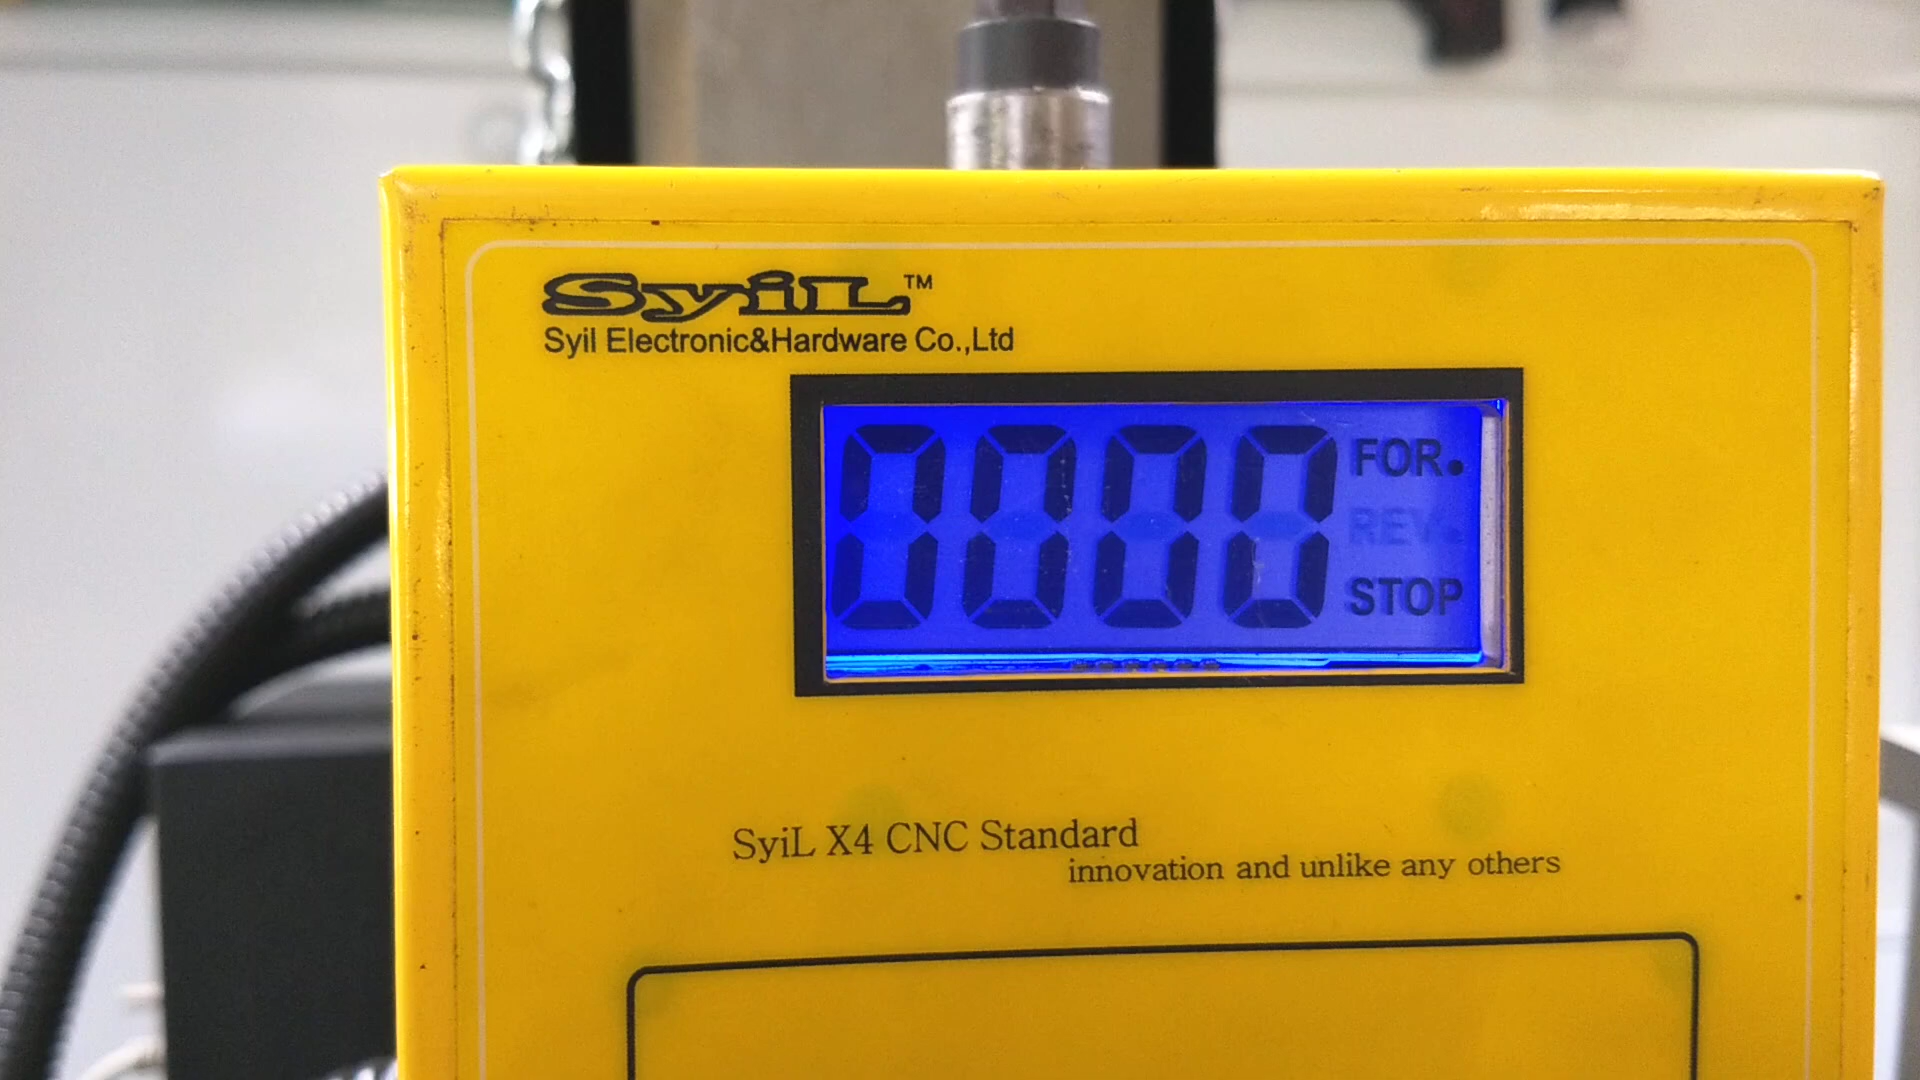 SyiL™
Syil Electronic&Hardware Co.,Ltd
0000
FOR.
REV.
STOP
SyiL X4 CNC Standard
innovation and unlike any others